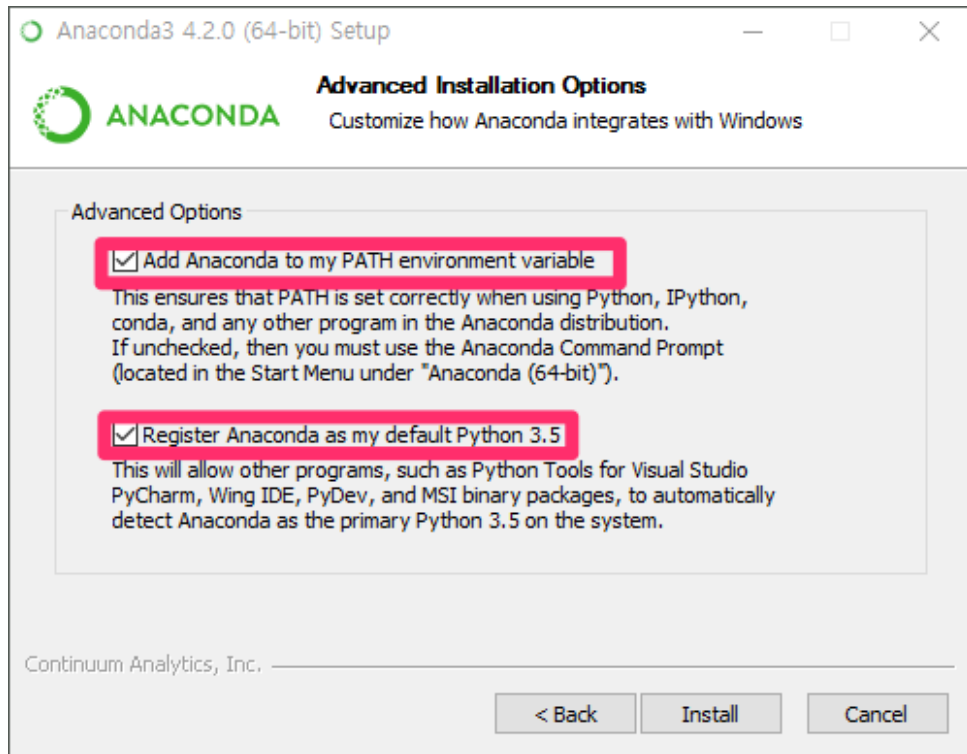 Anaconda3 4.2.0 (64-bit) Setup
ANACONDA
Advanced Installation Options
Customize how Anaconda integrates with Windows
Advanced Options
Add Anaconda to my PATH environment variable
This ensures that PATH is set correctly when using Python, IPython,
conda, and any other program in the Anaconda distribution.
If unchecked, then you must use the Anaconda Command Prompt
(located in the Start Menu under "Anaconda (64-bit)").
Register Anaconda as my default Python 3.5
This will allow other programs, such as Python Tools for Visual Studio
PyCharm, Wing IDE, PyDev, and MSI binary packages, to automatically
detect Anaconda as the primary Python 3.5 on the system.
Continuum Analytics, Inc.
< Back
Install
Cancel